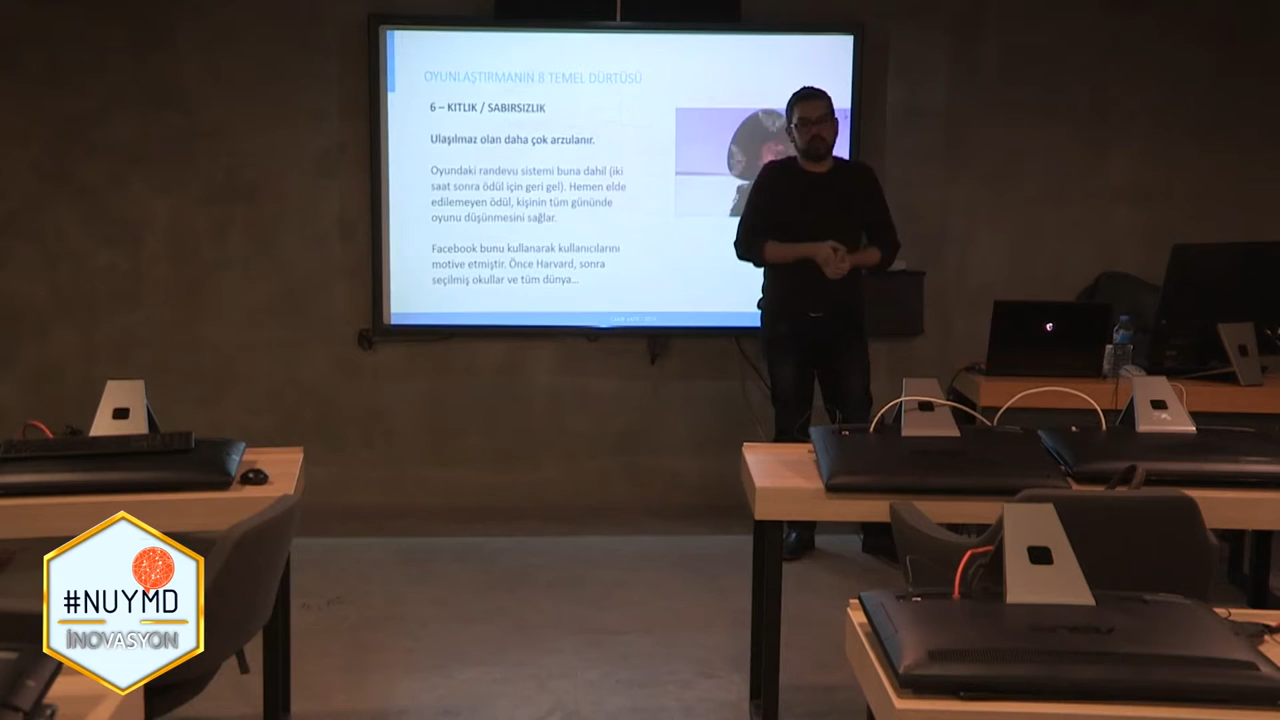 OYUNLAŞTIRMANIN 8 TEMEL DÜRTÜSÜ
6 – KITLIK / SABIRSIZLIK
Ulaşılmaz olan daha çok arzulanır.
Oyundaki randevu sistemi buna dahil (iki
saat sonra ödül için geri gel). Hemen elde
edilemeyen ödül, kişinin tüm gününde
oyunu düşünmesini sağlar.
Facebook bunu kullanarak kullanıcılarını
motive etmiştir. Önce Harvard, sonra
seçilmiş okullar ve tüm dünya...
#NUYMD
İNOVASYON